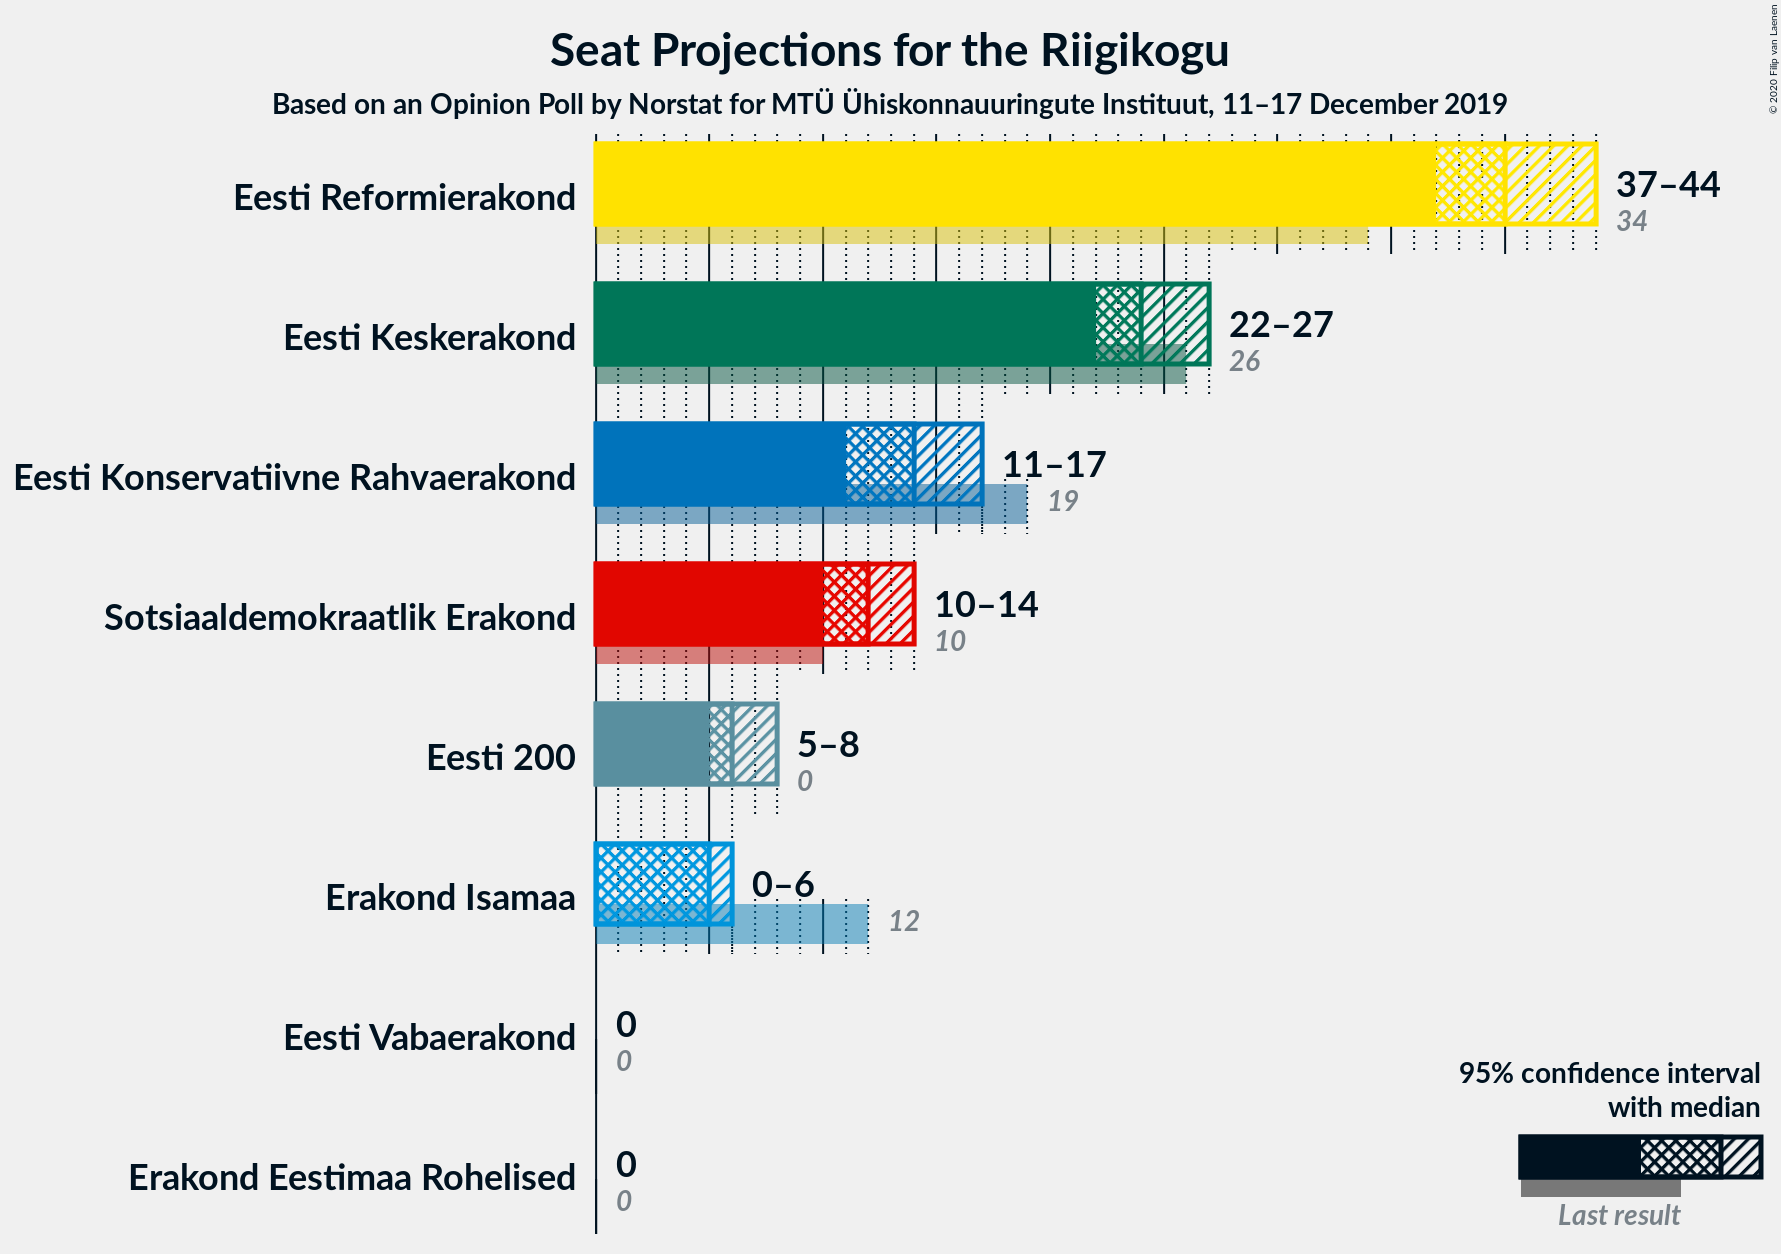 Seat Projections for the Riigikogu
Based on an Opinion Poll by Norstat for MTÜ Ühiskonnauuringute Instituut, 11–17 December 2019
© 2020 Filip van Laenen
Eesti Reformierakond
37–44
34
Eesti Keskerakond
22–27
26
Eesti Konservatiivne Rahvaerakond
11–17
19
Sotsiaaldemokraatlik Erakond
10–14
10
Eesti 200
5–8
0
Erakond Isamaa
0–6
12
Eesti Vabaerakond
0
0
Erakond Eestimaa Rohelised
0
0
95% confidence interval
with median
Last result